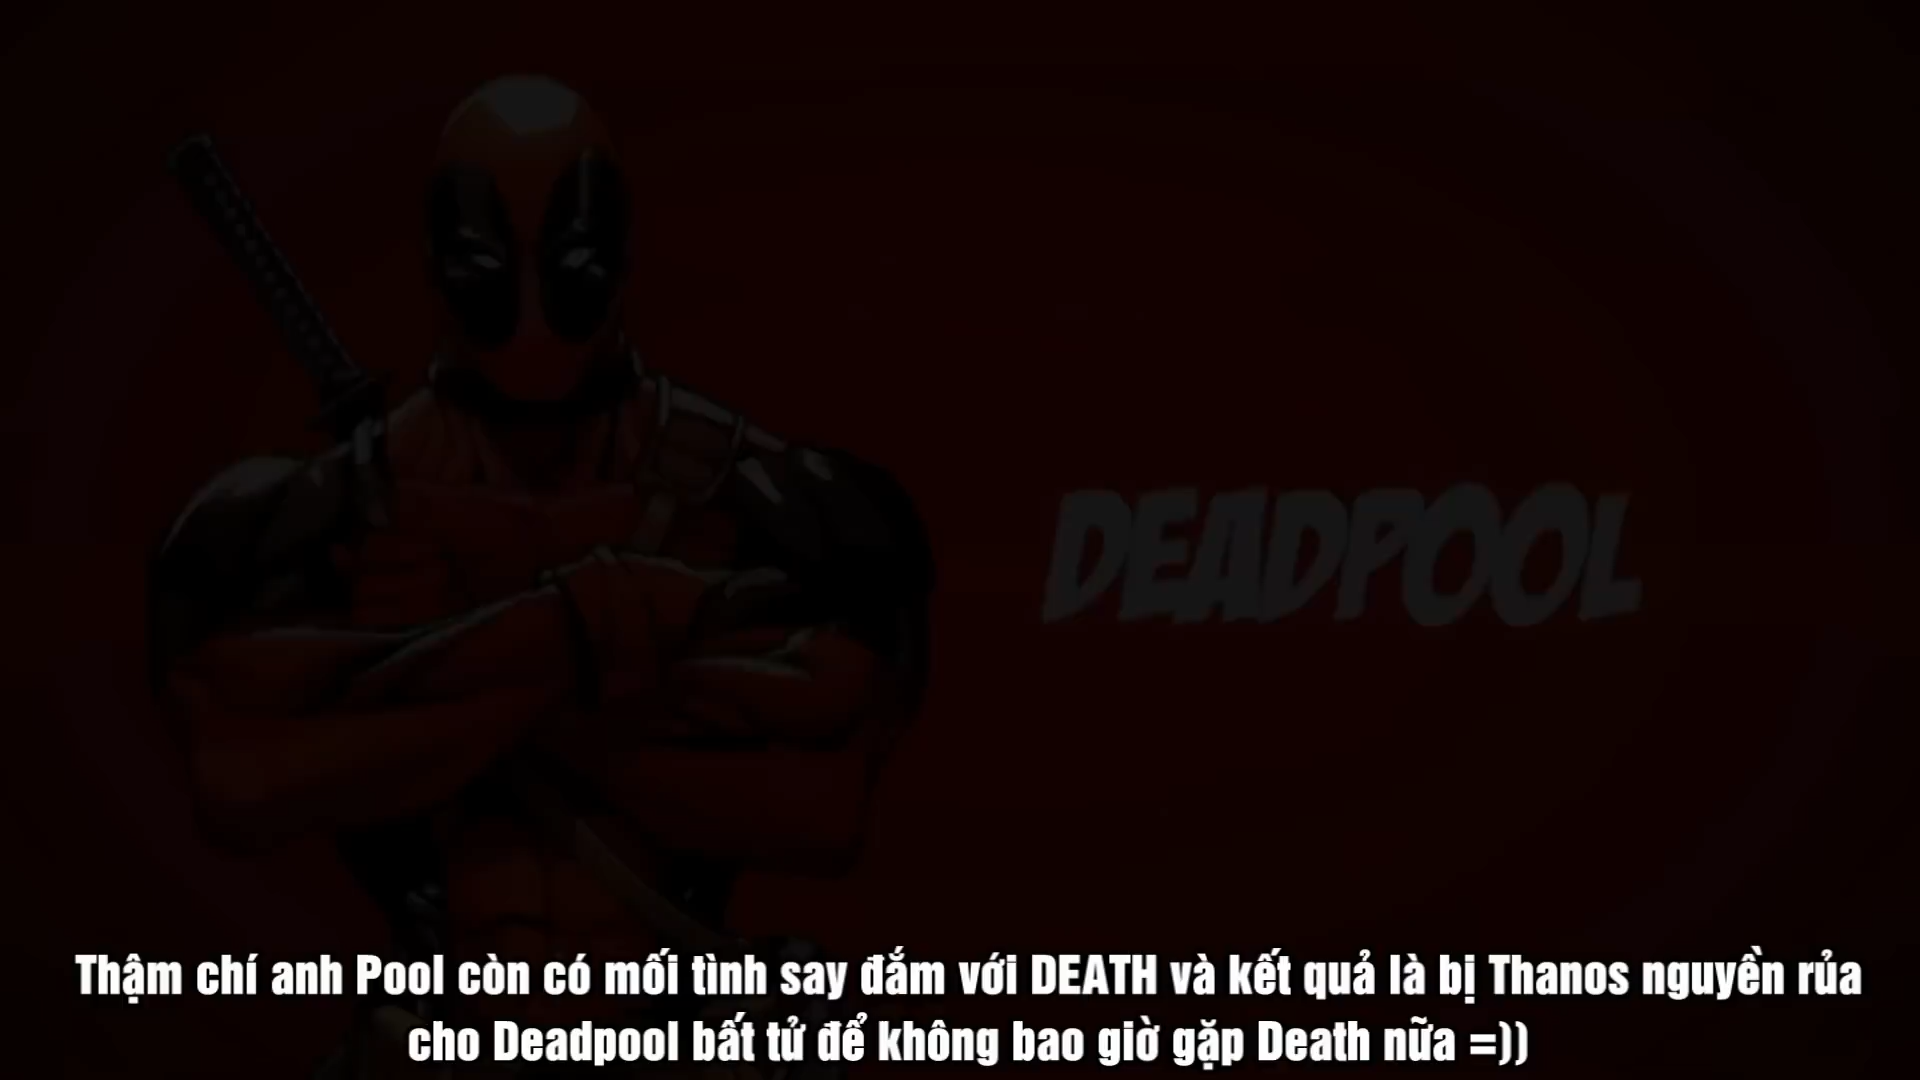 DEADPOOL
Thậm chí anh Pool còn có mối tình say đắm với DEATH và kết quả là bị Thanos nguyền rủa
cho Deadpool bất tử để không bao giờ gặp Death nữa =))